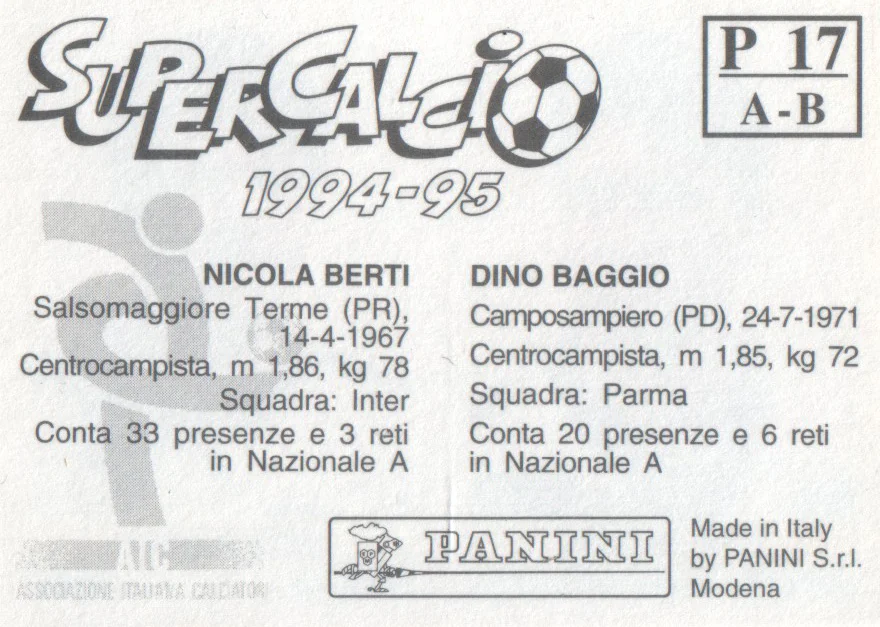 SUPERCALCIO
1994-95
P 17
A-B
NICOLA BERTI
Salsomaggiore Terme (PR),
14-4-1967
Centrocampista, m 1,86, kg 78
Squadra: Inter
Conta 33 presenze e 3 reti
in Nazionale A
DINO BAGGIO
Camposampiero (PD), 24-7-1971
Centrocampista, m 1,85, kg 72
Squadra: Parma
Conta 20 presenze e 6 reti
in Nazionale A
AIC
ASSOCIAZIONE ITALIANA CALCIATORI
PANINI
Made in Italy
by PANINI S.r.l.
Modena